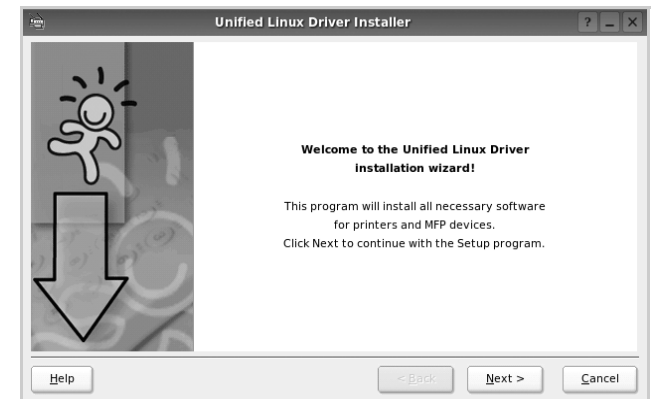 Unified Linux Driver Installer
Welcome to the Unified Linux Driver
installation wizard!
This program will install all necessary software
for printers and MFP devices.
Click Next to continue with the Setup program.
Help
< Back
Next >
Cancel